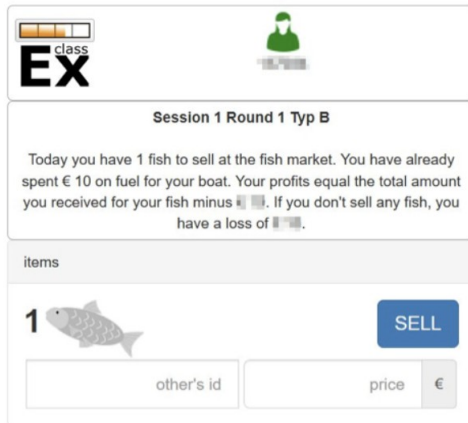 class
Ex
Session 1 Round 1 Typ B
Today you have 1 fish to sell at the fish market. You have already
spent € 10 on fuel for your boat. Your profits equal the total amount
you received for your fish minus . If you don't sell any fish, you
have a loss of .
items
1
SELL
other's id
price €